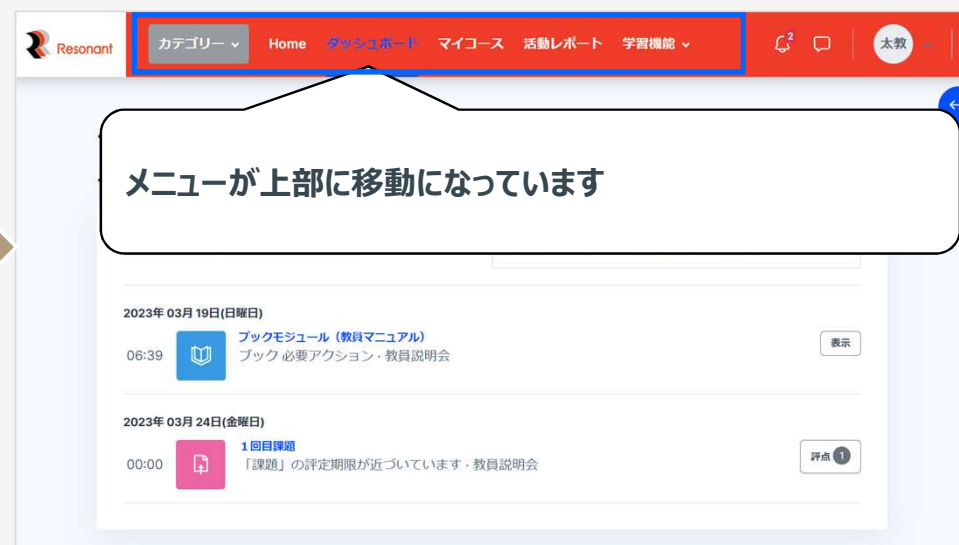 Resonant カテゴリー Home ダッシュボード マイコース 活動レポート 学習機能 2 太教
メニューが上部に移動になっています
2023年 03月 19日(日曜日)
ブックモジュール（教員マニュアル）
06:39 ブック 必要アクション · 教員説明会 表示
2023年 03月 24日(金曜日)
1回目課題
00:00 「課題」の評定期限が近づいています · 教員説明会 評点 1